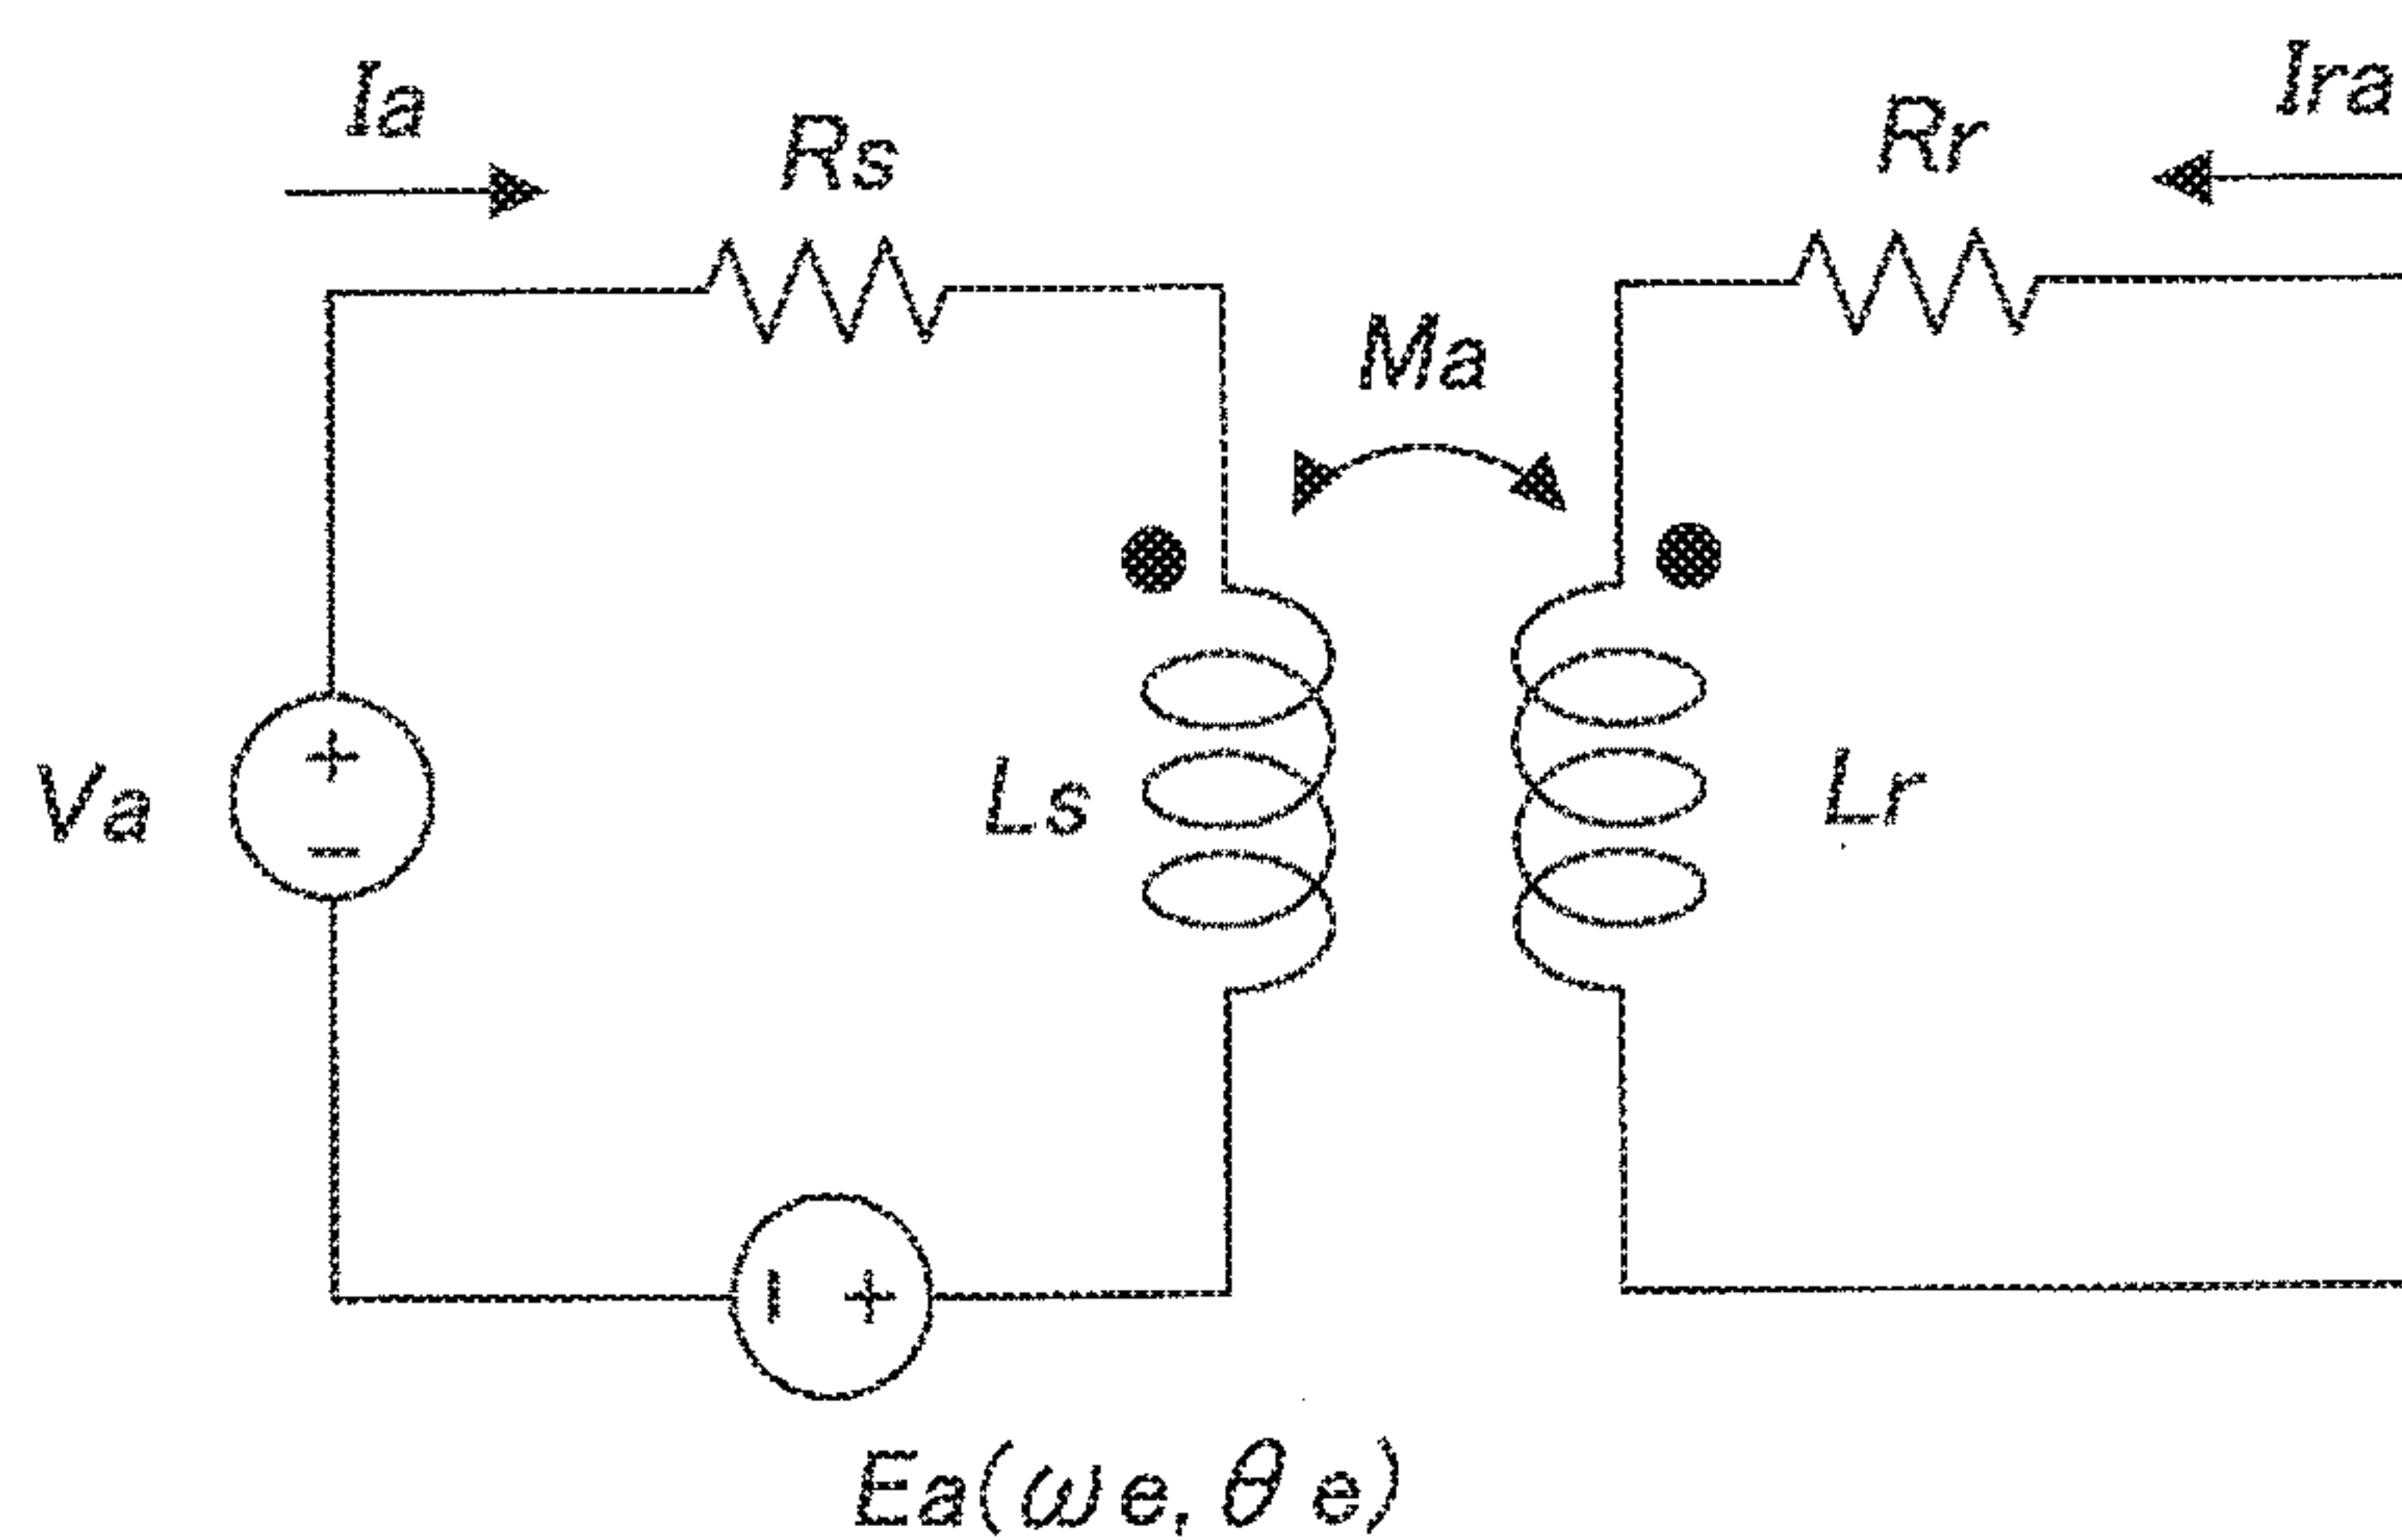 Ia
Rs
Rr
Ira
Ma
Va
+
−
Ls
Lr
− +
Ea(ωe, θe)